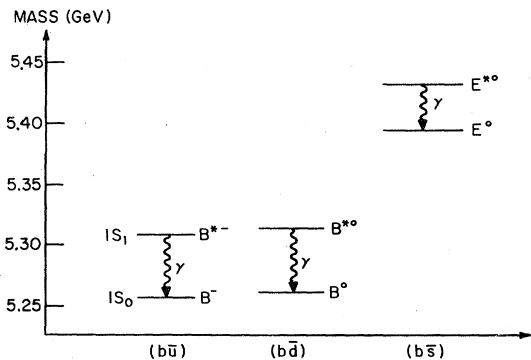 MASS (GeV)
5.45
E*°
γ
5.40
E°
5.35
5.30
IS₁
B*⁻
B*°
γ
γ
IS₀
B⁻
B°
5.25
(bū)
(bd̄)
(bs̄)